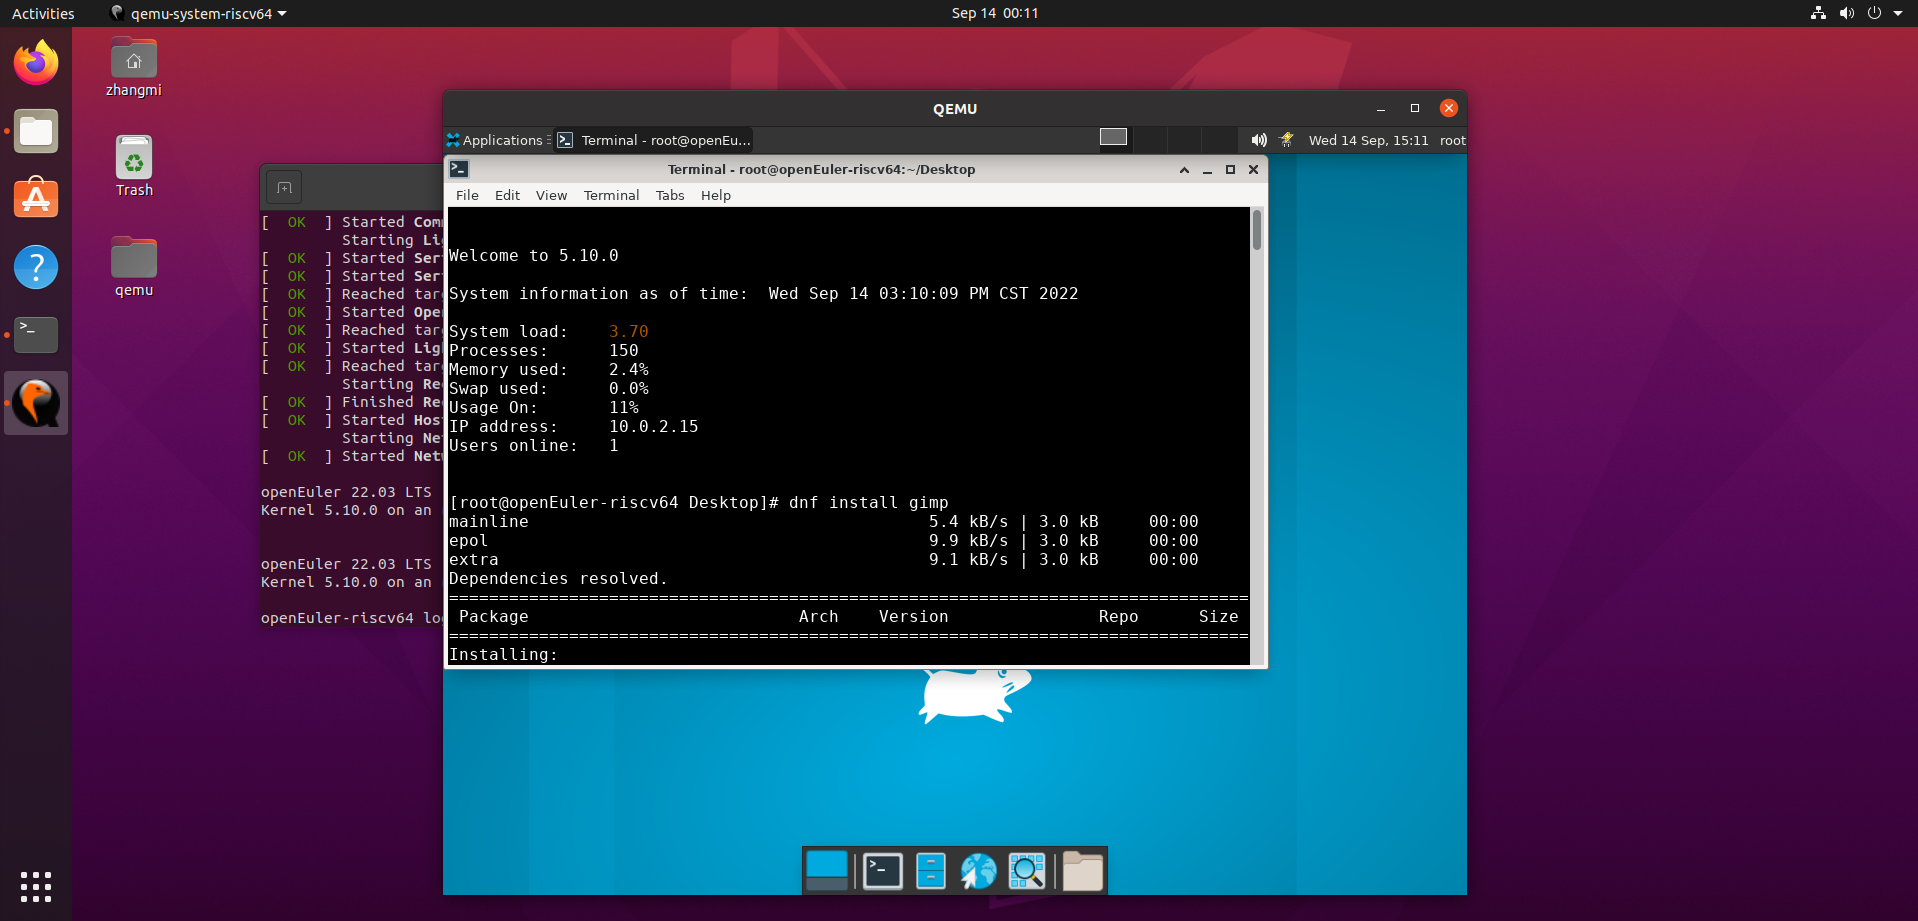 Activities
qemu-system-riscv64
Sep 14 00:11
zhangmi
Trash
qemu
[ OK ] Started
Starting
[ OK ] Started
[ OK ] Started
[ OK ] Reached
[ OK ] Started
[ OK ] Reached
[ OK ] Started
[ OK ] Reached
Starting
[ OK ] Finished
[ OK ] Started
Starting
[ OK ] Started
openEuler 22.03 LTS
Kernel 5.10.0 on an
openEuler 22.03 LTS
Kernel 5.10.0 on an
openEuler-riscv64
QEMU
Applications
Terminal - root@openEu...
Wed 14 Sep, 15:11 root
Terminal - root@openEuler-riscv64:~/Desktop
File Edit View Terminal Tabs Help
Welcome to 5.10.0
System information as of time: Wed Sep 14 03:10:09 PM CST 2022
System load: 3.70
Processes: 150
Memory used: 2.4%
Swap used: 0.0%
Usage On: 11%
IP address: 10.0.2.15
Users online: 1
[root@openEuler-riscv64 Desktop]# dnf install gimp
mainline 5.4 kB/s | 3.0 kB 00:00
epol 9.9 kB/s | 3.0 kB 00:00
extra 9.1 kB/s | 3.0 kB 00:00
Dependencies resolved.
================================================================================
Package Arch Version Repo Size
================================================================================
Installing: